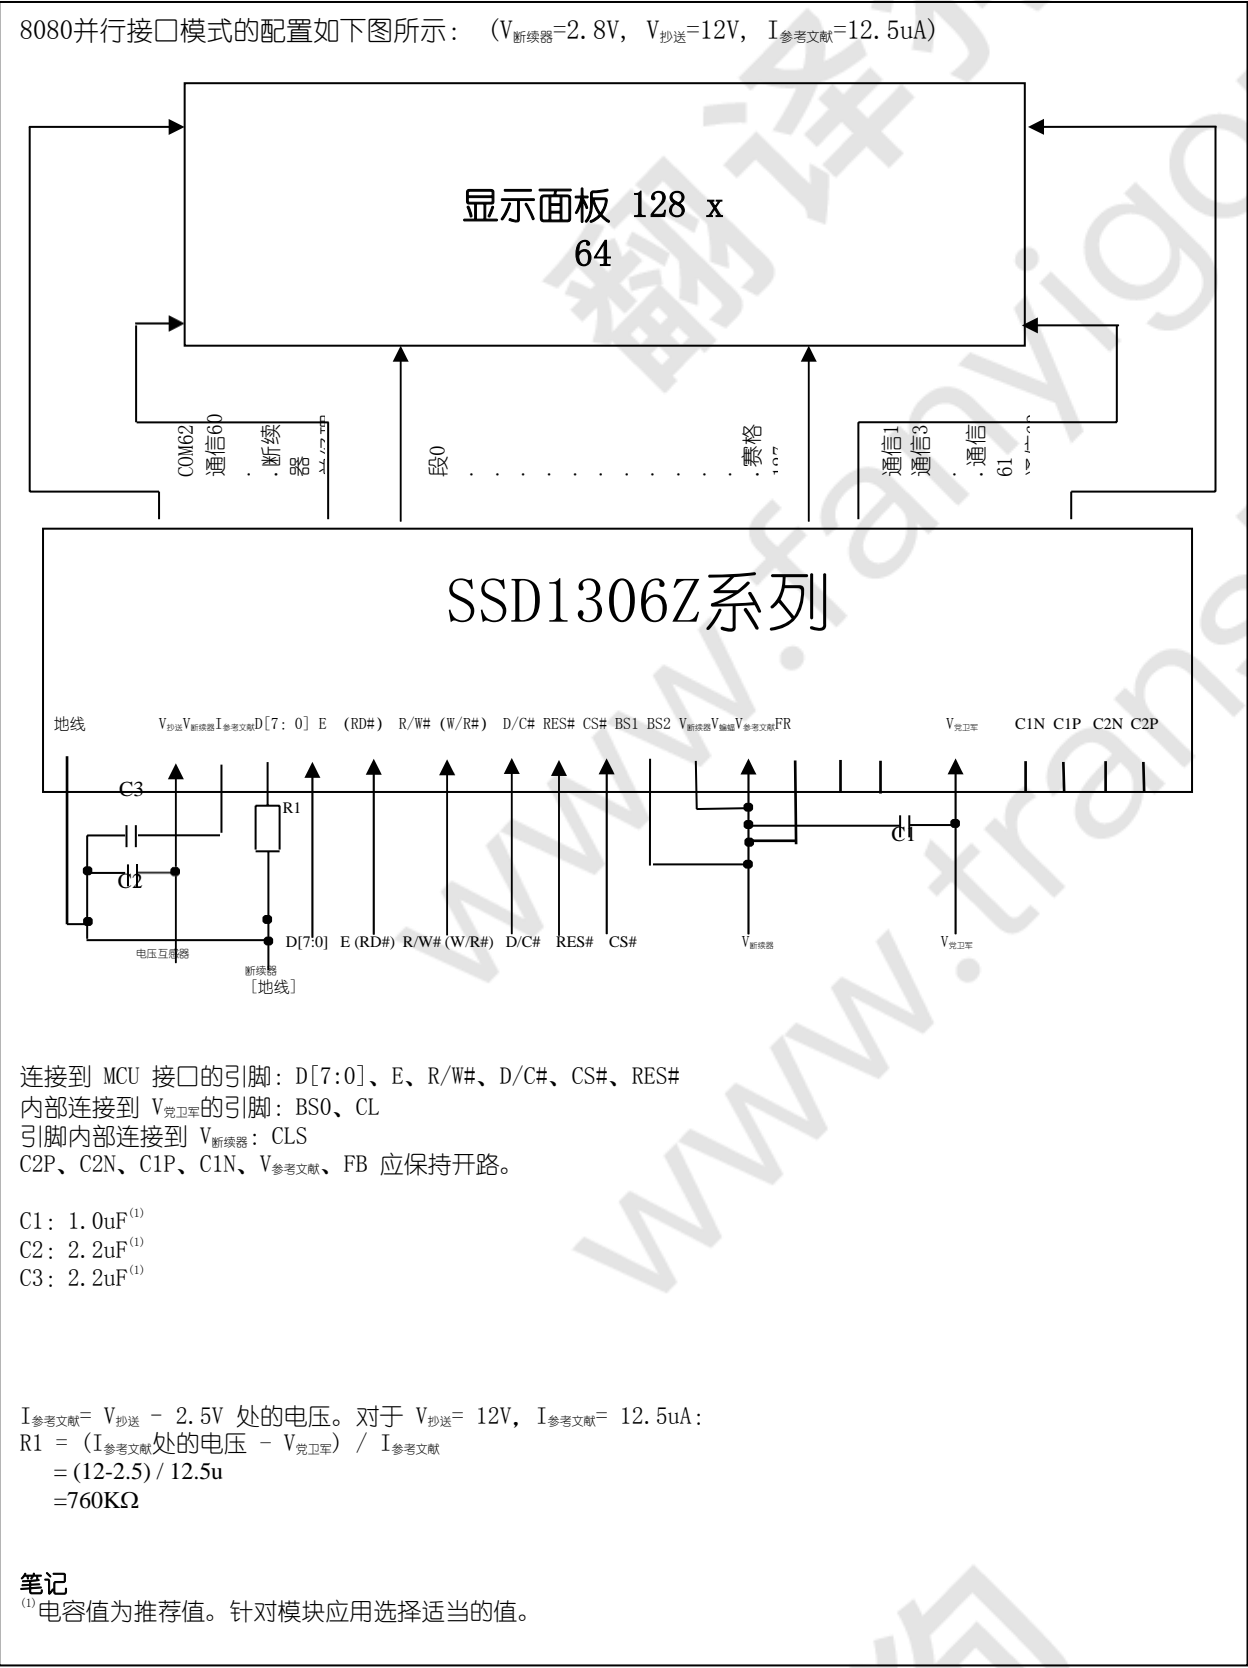 8080并行接口模式的配置如下图所示: (V断续器=2.8V, V抄送=12V, I参考文献=12.5uA)
显示面板 128 x
64
COM62
通信60
. .断续
器
段0
. . . . . . . . . . . .赛格
通信1
通信3
. .通信
61
SSD1306Z系列
地线 V抄送V断续器I参考文献D[7: 0] E (RD#) R/W# (W/R#) D/C# RES# CS# BS1 BS2 V断续器V蝙蝠V参考文献FR V党卫军 C1N C1P C2N C2P
C3
R1
C1
C2
D[7:0] E (RD#) R/W# (W/R#) D/C# RES# CS# V断续器 V党卫军
电压互感器
断续器
[地线]
连接到 MCU 接口的引脚: D[7:0]、E、R/W#、D/C#、CS#、RES#
内部连接到 V党卫军的引脚: BS0、CL
引脚内部连接到 V断续器: CLS
C2P、C2N、C1P、C1N、V参考文献、FB 应保持开路。
C1: 1.0uF(1)
C2: 2.2uF(1)
C3: 2.2uF(1)
I参考文献= V抄送 - 2.5V 处的电压。对于 V抄送= 12V, I参考文献= 12.5uA:
R1 = (I参考文献处的电压 - V党卫军) / I参考文献
= (12-2.5) / 12.5u
=760KΩ
笔记
(1)电容值为推荐值。针对模块应用选择适当的值。